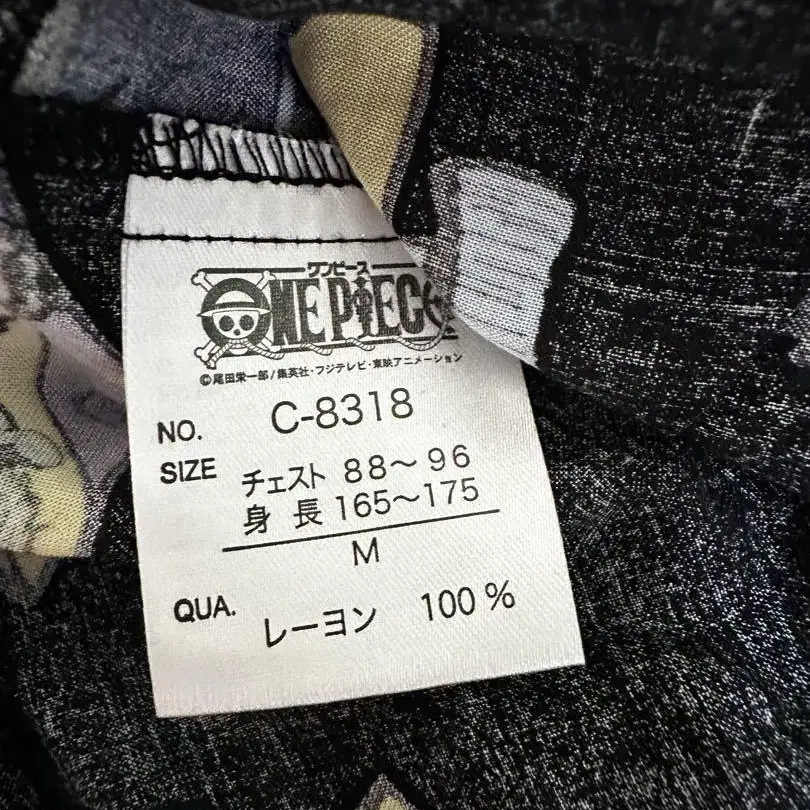 ワンピース
ONE PIECE
©尾田栄一郎/集英社・フジテレビ・東映アニメーション
NO. C-8318
SIZE チェスト 88～96
身 長 165～175
M
QUA. レーヨン 100%